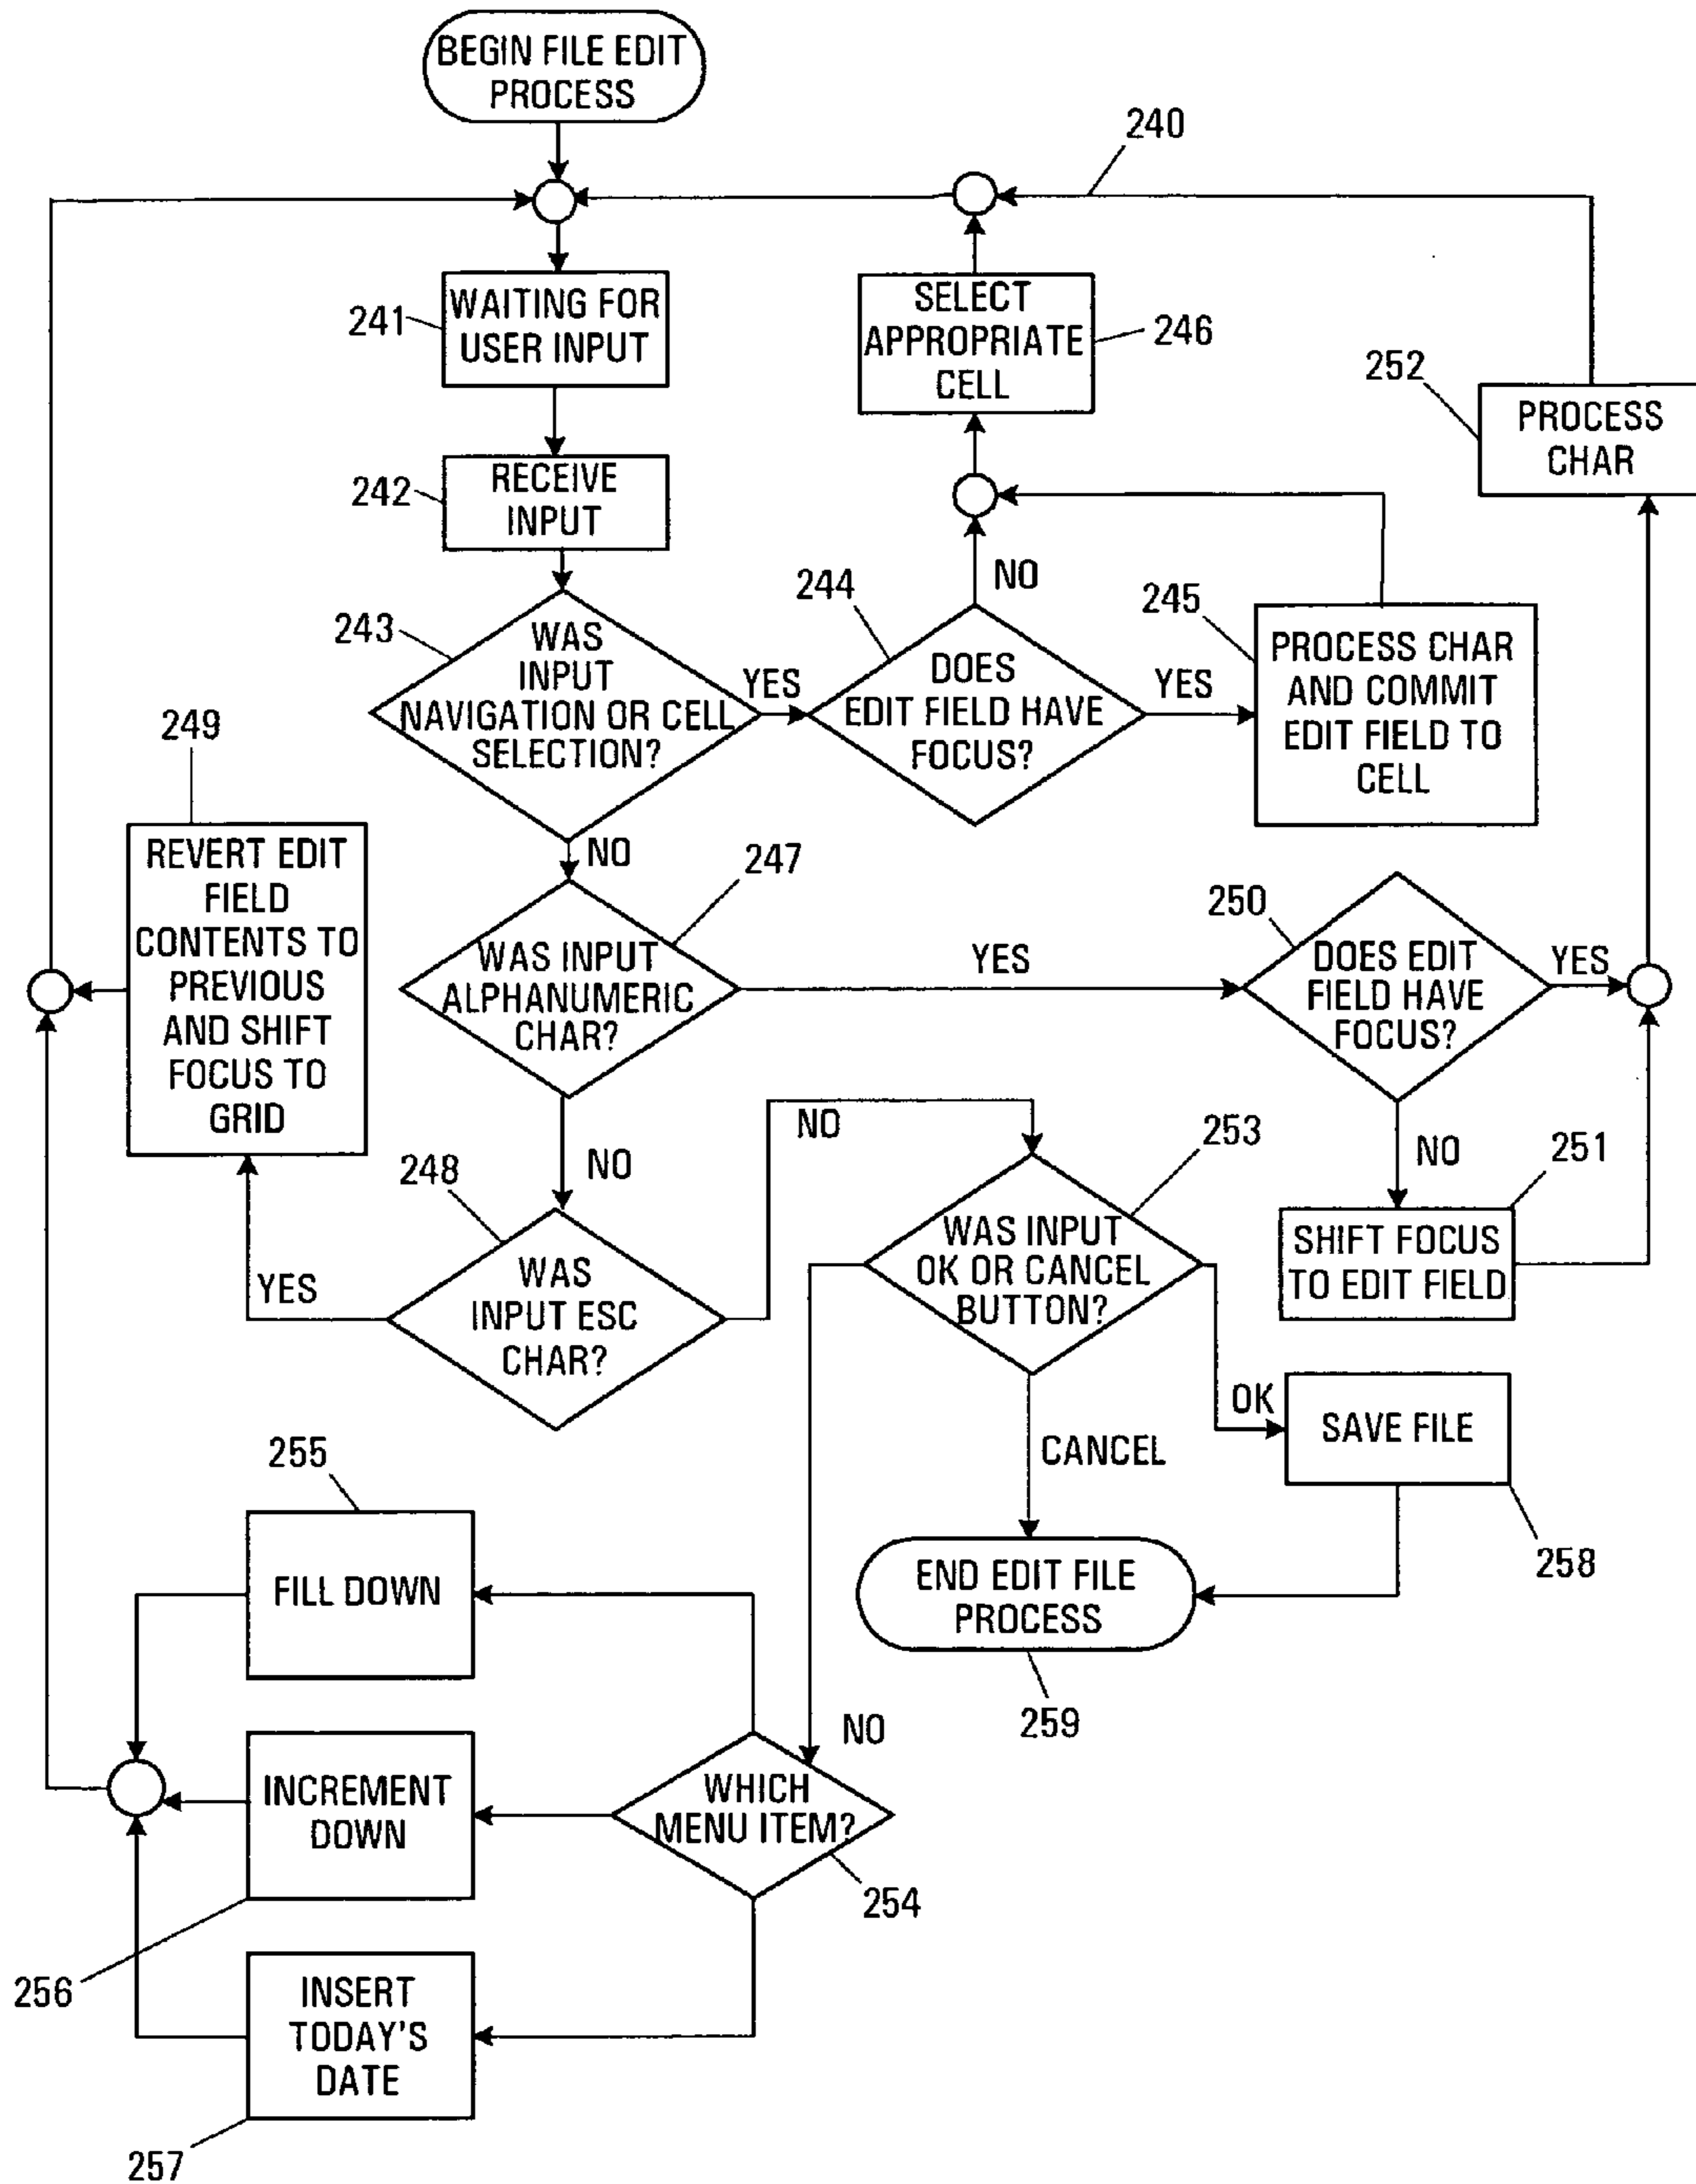 BEGIN FILE EDIT
PROCESS
240
WAITING FOR
USER INPUT
241
SELECT
APPROPRIATE
CELL
246
252
PROCESS
CHAR
242
RECEIVE
INPUT
243
WAS
INPUT
NAVIGATION OR CELL
SELECTION?
YES
244
NO
DOES
EDIT FIELD HAVE
FOCUS?
YES
245
PROCESS CHAR
AND COMMIT
EDIT FIELD TO
CELL
249
REVERT EDIT
FIELD
CONTENTS TO
PREVIOUS
AND SHIFT
FOCUS TO
GRID
NO
247
WAS INPUT
ALPHANUMERIC
CHAR?
YES
250
DOES EDIT
FIELD HAVE
FOCUS?
YES
NO
251
SHIFT FOCUS
TO EDIT FIELD
NO
248
WAS
INPUT ESC
CHAR?
YES
NO
253
WAS INPUT
OK OR CANCEL
BUTTON?
OK
SAVE FILE
258
CANCEL
END EDIT FILE
PROCESS
259
NO
WHICH
MENU ITEM?
254
255
FILL DOWN
INCREMENT
DOWN
256
INSERT
TODAY'S
DATE
257